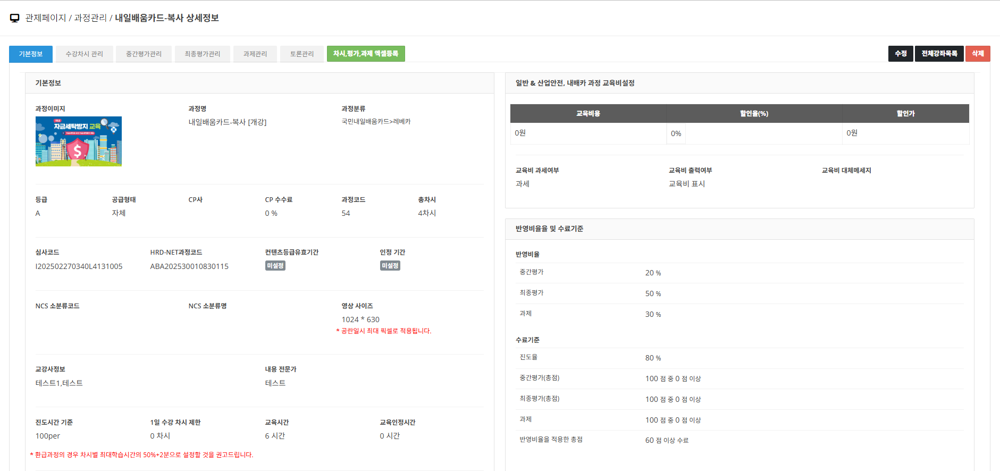 관제페이지 / 과정관리 / 내일배움카드-복사 상세정보
기본정보
수강차시 관리
중간평가관리
최종평가관리
과제관리
토론관리
차시,평가,과제 엑셀등록
수정
전체강좌목록
삭제
기본정보
과정이미지
과정명
과정분류
자금세탁방지 교육
내일배움카드-복사 [개강]
국민내일배움카드>레베카
등급
공급형태
CP사
CP 수수료
과정코드
총차시
A
자체
0 %
54
4차시
심사코드
HRD-NET과정코드
컨텐츠등급유효기간
인정 기간
I202502270340L4131005
ABA202530010830115
미설정
미설정
NCS 소분류코드
NCS 소분류명
영상 사이즈
1024 * 630
* 공란일시 최대 픽셀로 적용됩니다.
교강사정보
내용 전문가
테스트1,테스트
테스트
진도시간 기준
1일 수강 차시 제한
교육시간
교육인정시간
100per
0 차시
6 시간
0 시간
* 환급과정의 경우 차시별 최대학습시간의 50%+2분으로 설정할 것을 권고드립니다.
일반 & 산업안전, 내배카 과정 교육비설정
교육비용
할인율(%)
할인가
0원
0%
0원
교육비 과세여부
교육비 출력여부
교육비 대체메세지
과세
교육비 표시
반영비율율 및 수료기준
반영비율
중간평가
20 %
최종평가
50 %
과제
30 %
수료기준
진도율
80 %
중간평가(총점)
100 점 중 0 점 이상
최종평가(총점)
100 점 중 0 점 이상
과제
100 점 중 0 점 이상
반영비율을 적용한 총점
60 점 이상 수료